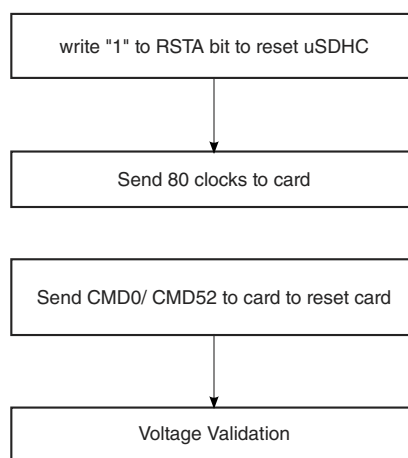 write "1" to RSTA bit to reset uSDHC
Send 80 clocks to card
Send CMD0/ CMD52 to card to reset card
Voltage Validation